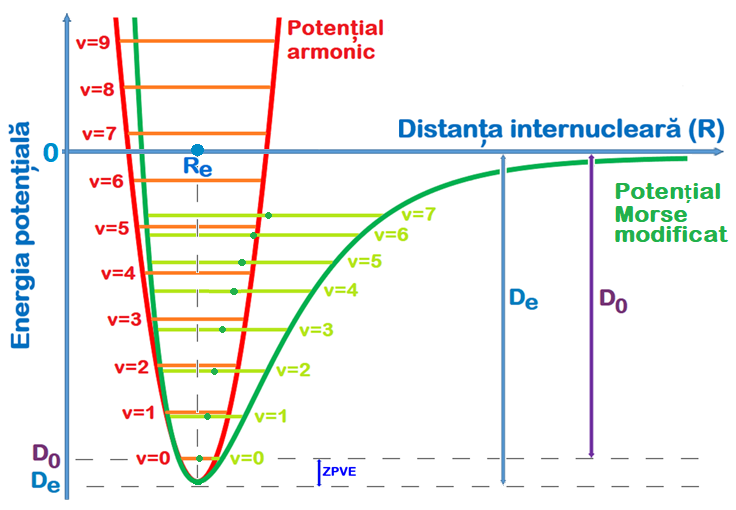 Potențial
armonic
v=9
v=8
v=7
Distanța internucleară (R)
Energia potențială
0
Re
v=6
Potențial
Morse
modificat
v=7
v=5
v=6
v=5
v=4
v=4
De
D0
v=3
v=3
v=2
v=2
v=1
v=1
D0
v=0
v=0
ZPVE
De